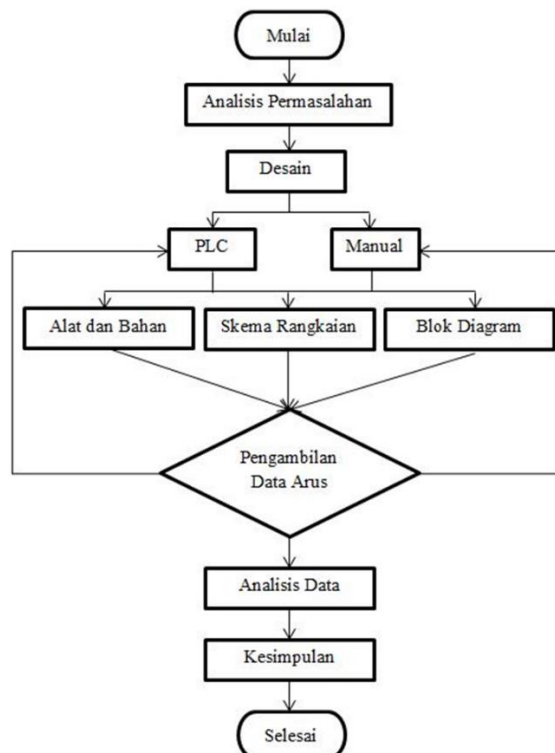 Mulai
Analisis Permasalahan
Desain
PLC
Manual
Alat dan Bahan
Skema Rangkaian
Blok Diagram
Pengambilan
Data Arus
Analisis Data
Kesimpulan
Selesai